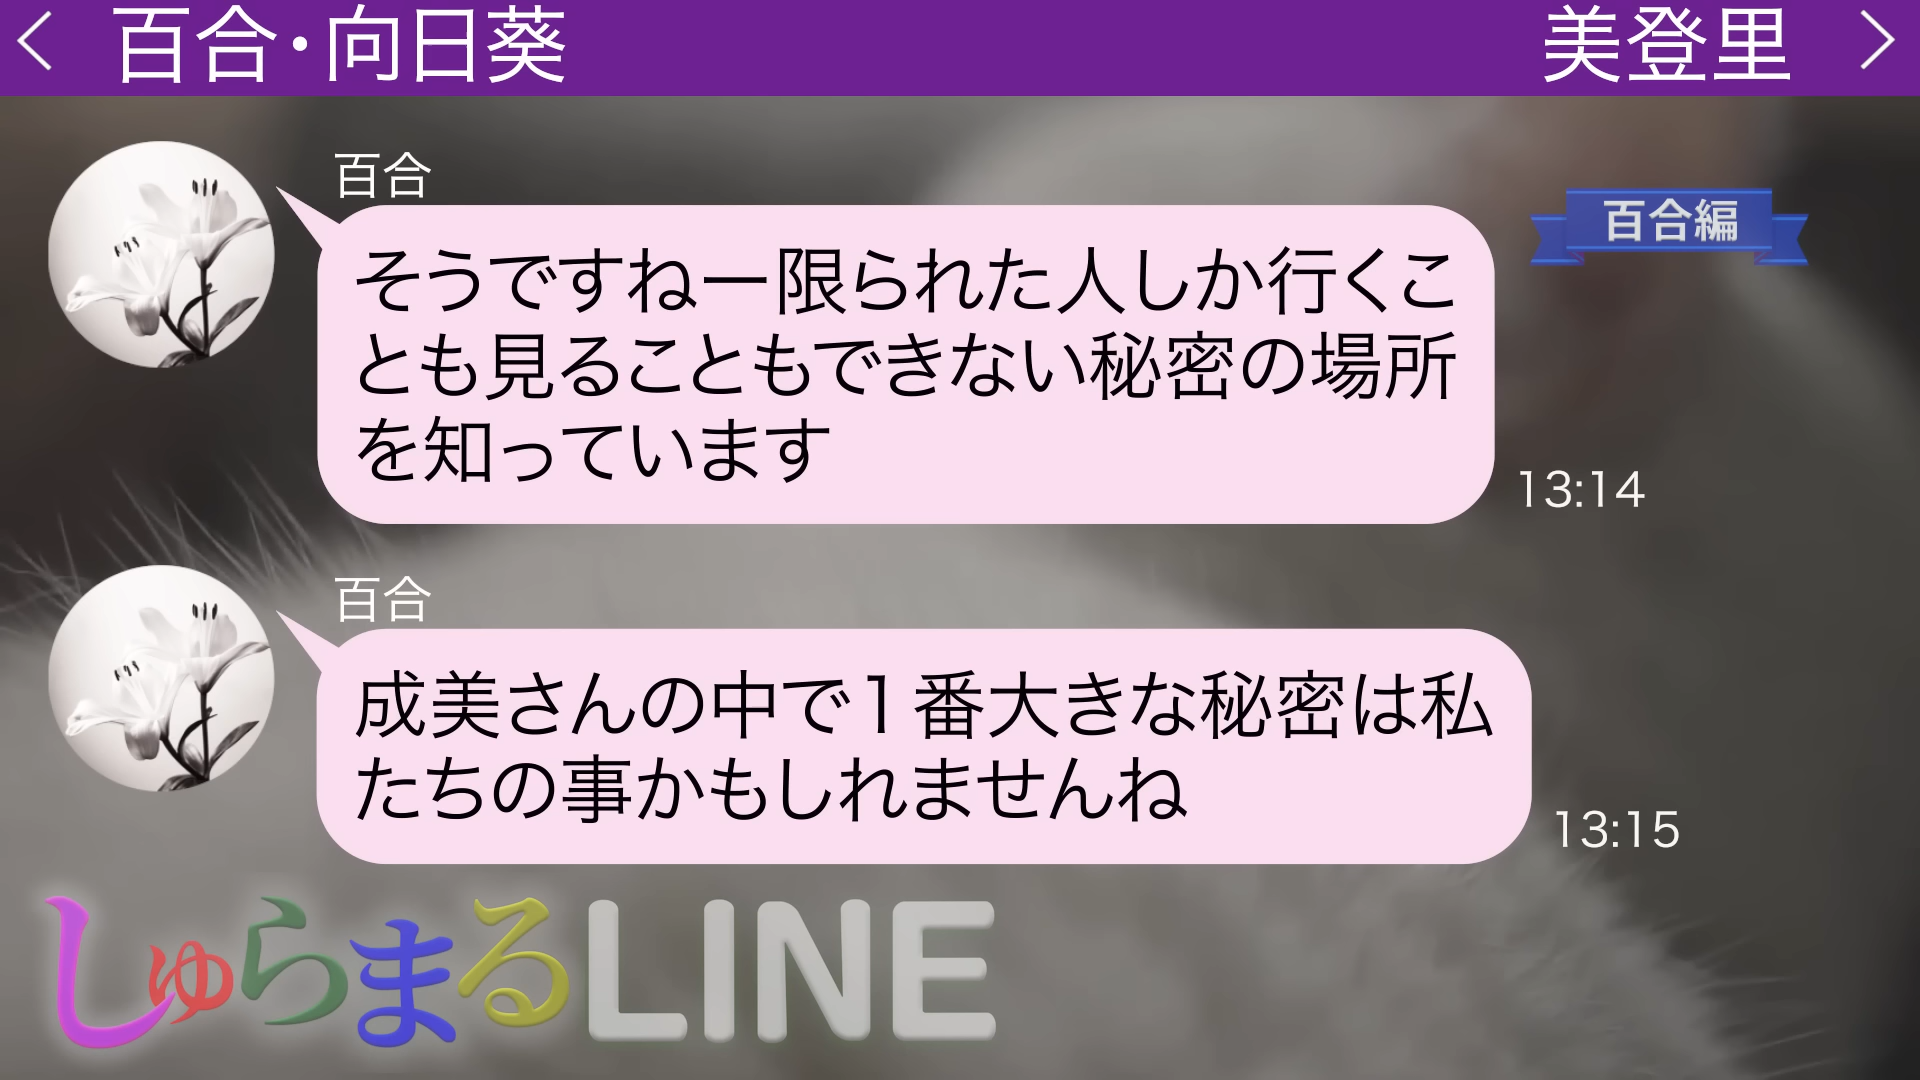 百合・向日葵
美登里
百合
百合編
そうですねー限られた人しか行くこ
とも見ることもできない秘密の場所
を知っています
13:14
百合
成美さんの中で1番大きな秘密は私
たちの事かもしれませんね
13:15
しゅらまるLINE